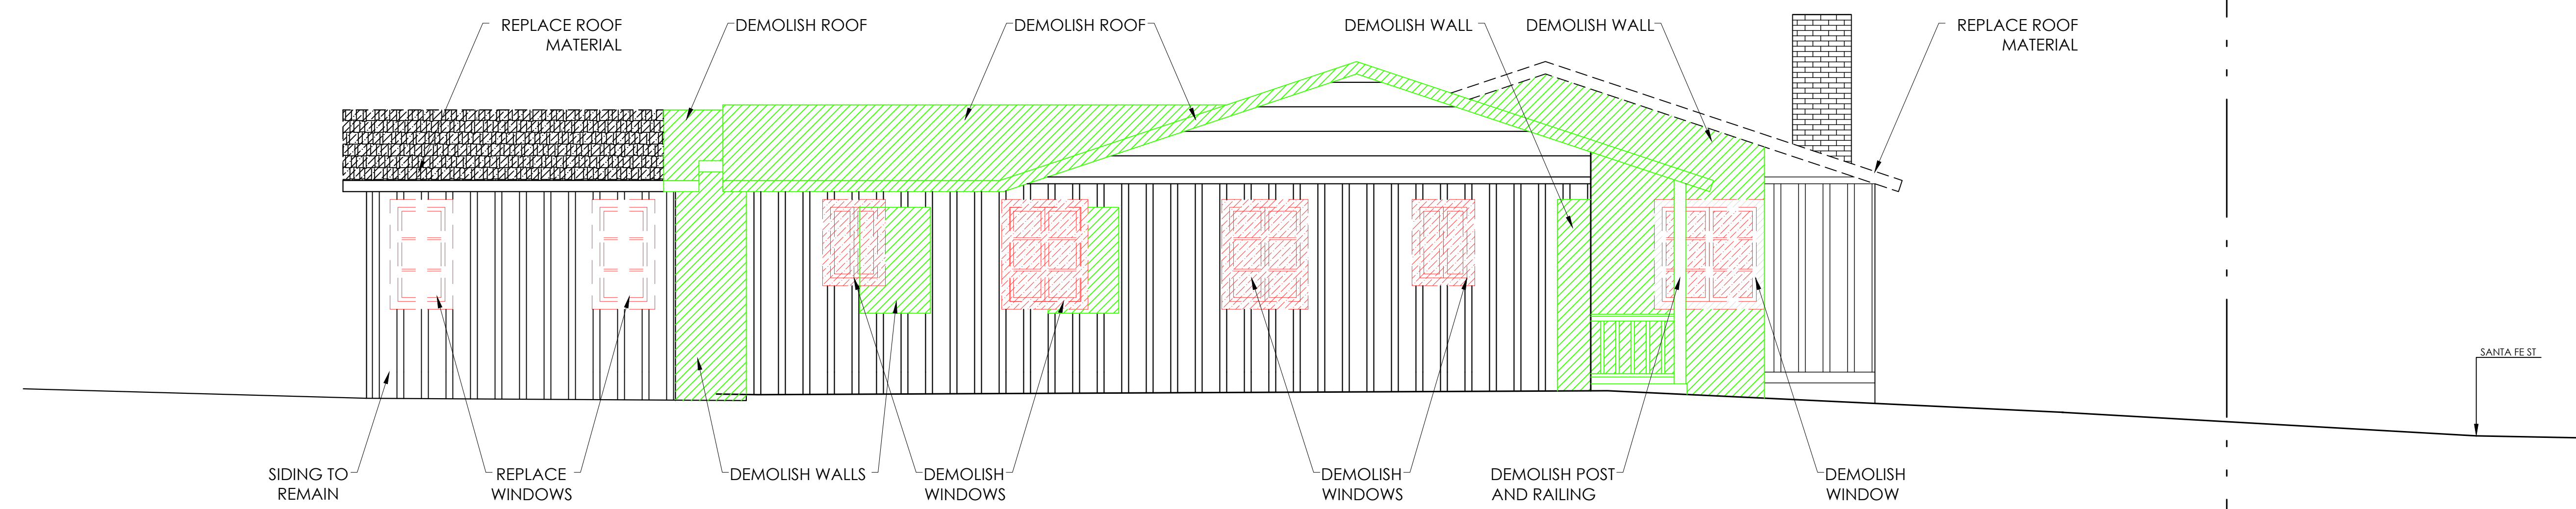 REPLACE ROOF
MATERIAL
DEMOLISH ROOF
DEMOLISH ROOF
DEMOLISH WALL
DEMOLISH WALL
REPLACE ROOF
MATERIAL
SANTA FE ST
SIDING TO
REMAIN
REPLACE
WINDOWS
DEMOLISH WALLS
DEMOLISH
WINDOWS
DEMOLISH
WINDOWS
DEMOLISH POST
AND RAILING
DEMOLISH
WINDOW